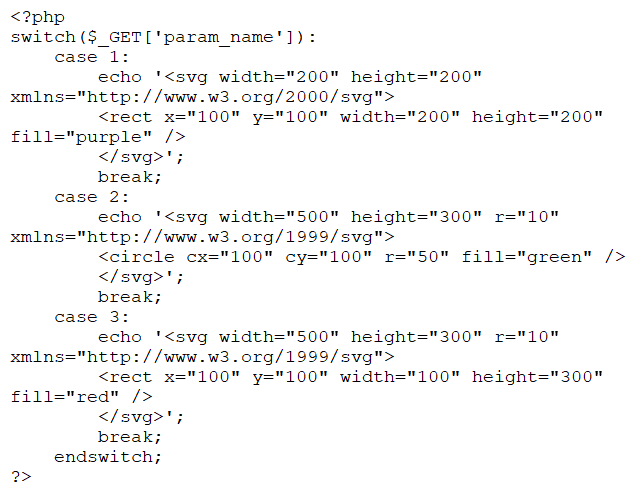 <?php
switch($_GET['param_name']):
    case 1:
        echo '<svg width="200" height="200"
xmlns="http://www.w3.org/2000/svg">
        <rect x="100" y="100" width="200" height="200"
fill="purple" />
        </svg>';
        break;
    case 2:
        echo '<svg width="500" height="300" r="10"
xmlns="http://www.w3.org/1999/svg">
        <circle cx="100" cy="100" r="50" fill="green" />
        </svg>';
        break;
    case 3:
        echo '<svg width="500" height="300" r="10"
xmlns="http://www.w3.org/1999/svg">
        <rect x="100" y="100" width="100" height="300"
fill="red" />
        </svg>';
        break;
    endswitch;
?>